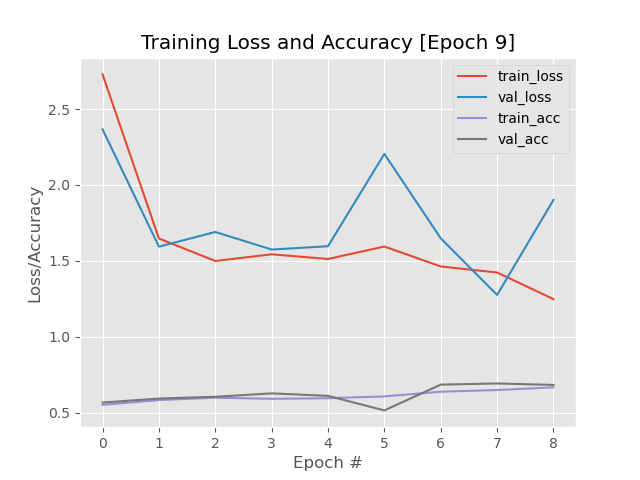 Training Loss and Accuracy [Epoch 9]
train_loss
val_loss
train_acc
val_acc
Loss/Accuracy
2.5
2.0
1.5
1.0
0.5
0 1 2 3 4 5 6 7 8
Epoch #